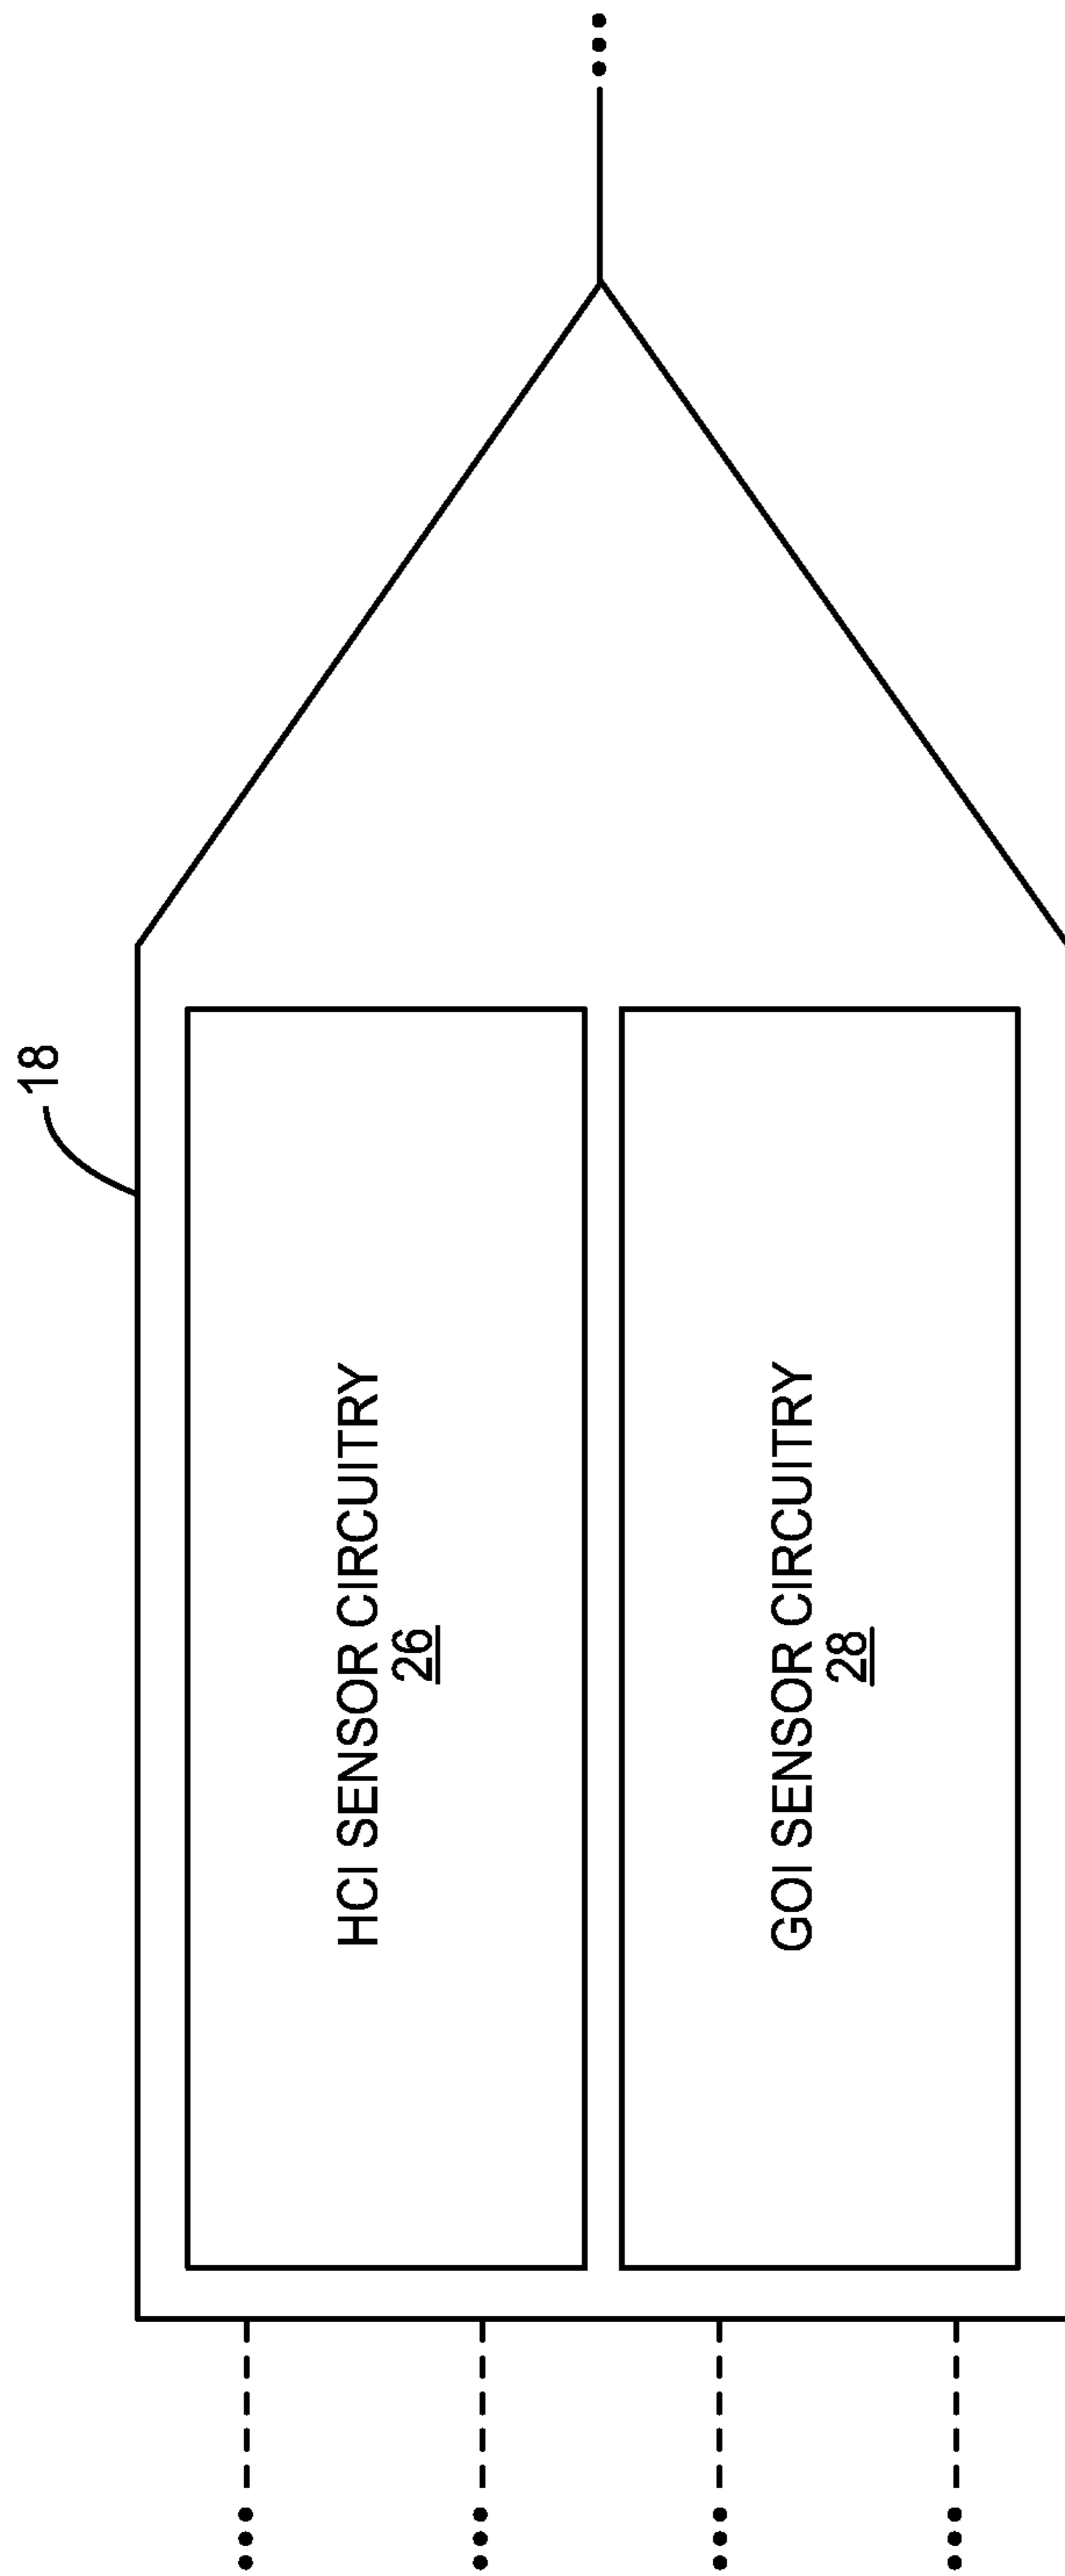 18
HCI SENSOR CIRCUITRY
26
GOI SENSOR CIRCUITRY
28